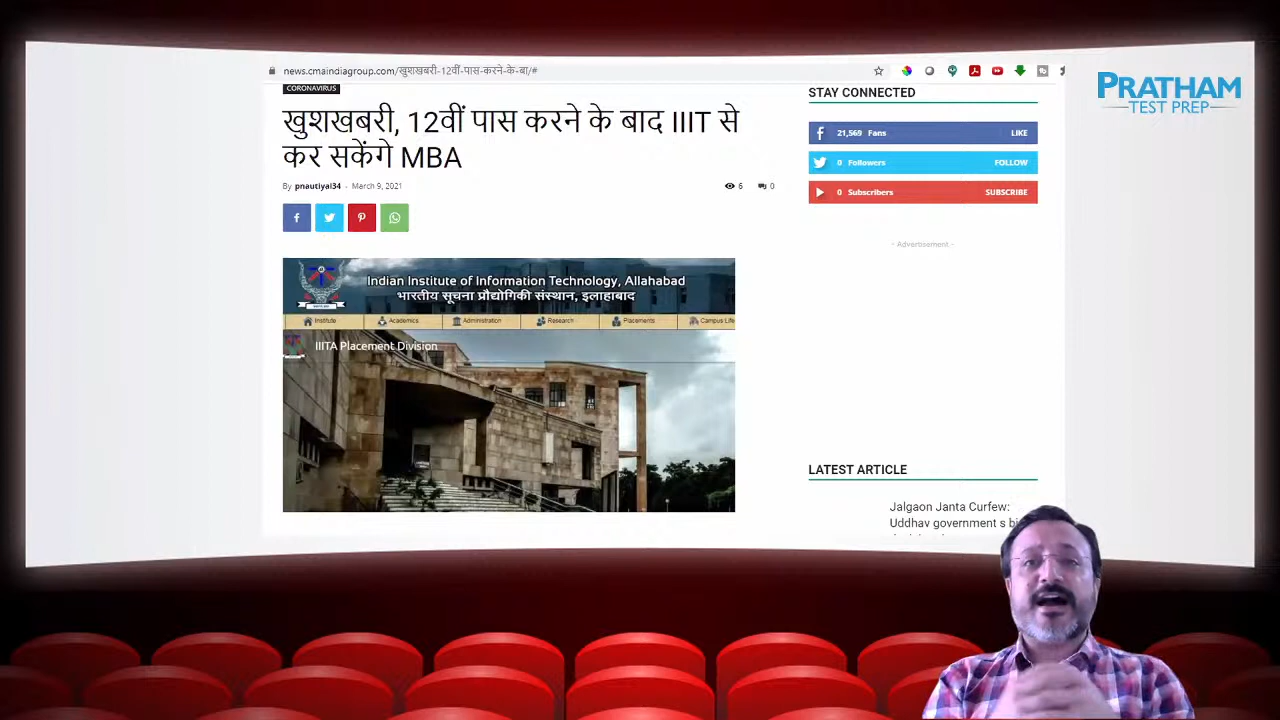 news.cmaindiagroup.com/खुशखबरी-12वीं-पास-करने-के-बा/#
PRATHAM
TEST PREP
CORONAVIRUS
खुशखबरी, 12वीं पास करने के बाद IIIT से
कर सकेंगे MBA
By pnautiyal34 - March 9, 2021
6
0
Indian Institute of Information Technology, Allahabad
भारतीय सूचना प्रौद्योगिकी संस्थान, इलाहाबाद
Institute
Academics
Administration
Research
Placements
Campus Life
IIITA Placement Division
STAY CONNECTED
21,569 Fans
LIKE
0 Followers
FOLLOW
0 Subscribers
SUBSCRIBE
- Advertisement -
LATEST ARTICLE
Jalgaon Janta Curfew:
Uddhav government s